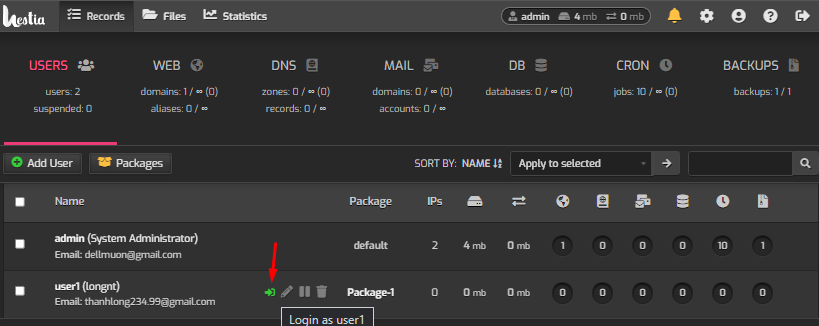 Hestia
Records Files Statistics admin 4 mb 0 mb
USERS WEB DNS MAIL DB CRON BACKUPS
users: 2 domains: 1 / ∞ (0) zones: 0 / ∞ (0) domains: 0 / ∞ (0) databases: 0 / ∞ (0) jobs: 10 / ∞ (0) backups: 1 / 1
suspended: 0 aliases: 0 / ∞ records: 0 / ∞ accounts: 0 / ∞
Add User Packages SORT BY: NAME Apply to selected
Name Package IPs
admin (System Administrator) default 2 4 mb 0 mb 1 0 0 0 10 1
Email: dellmuon@gmail.com
user1 (longnt) Package-1 0 0 mb 0 mb 0 0 0 0 0 0
Email: thanhlong234.99@gmail.com
Login as user1